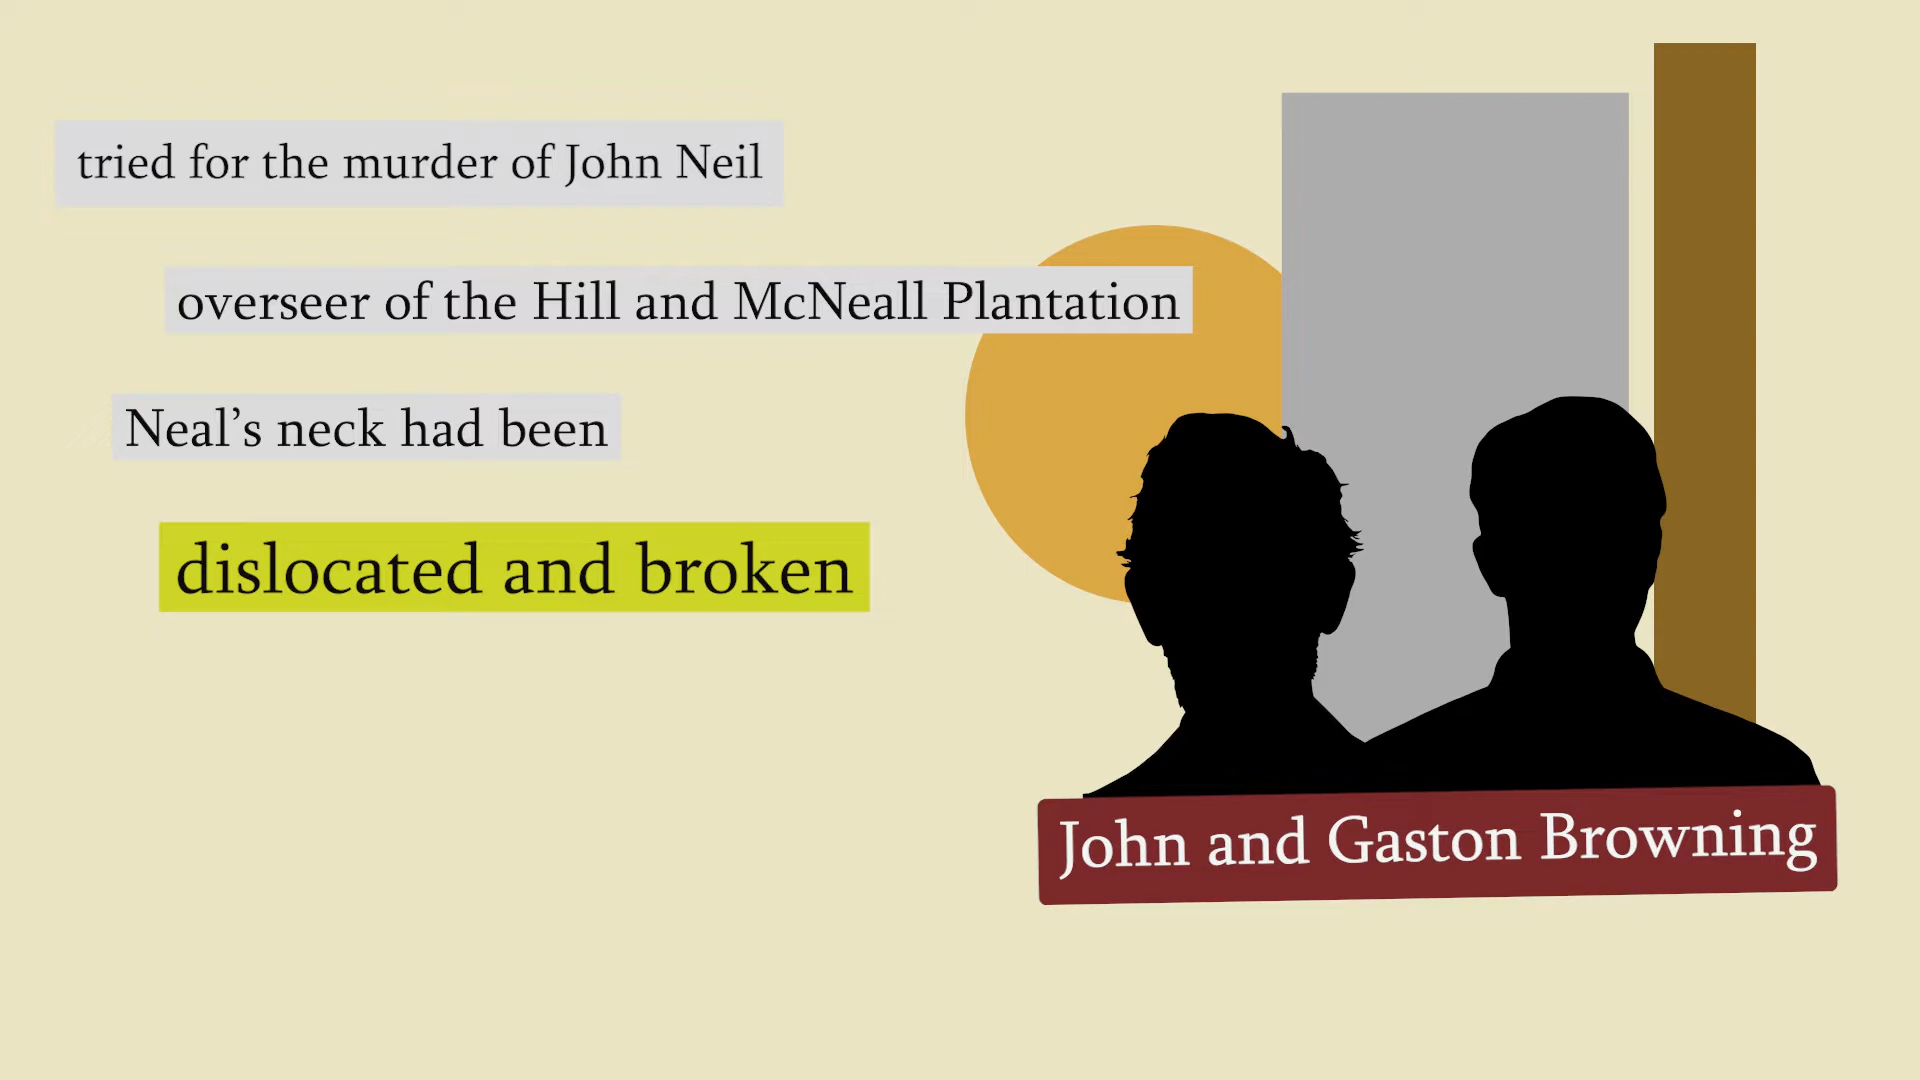 tried for the murder of John Neil
overseer of the Hill and McNeall Plantation
Neal’s neck had been
dislocated and broken
John and Gaston Browning